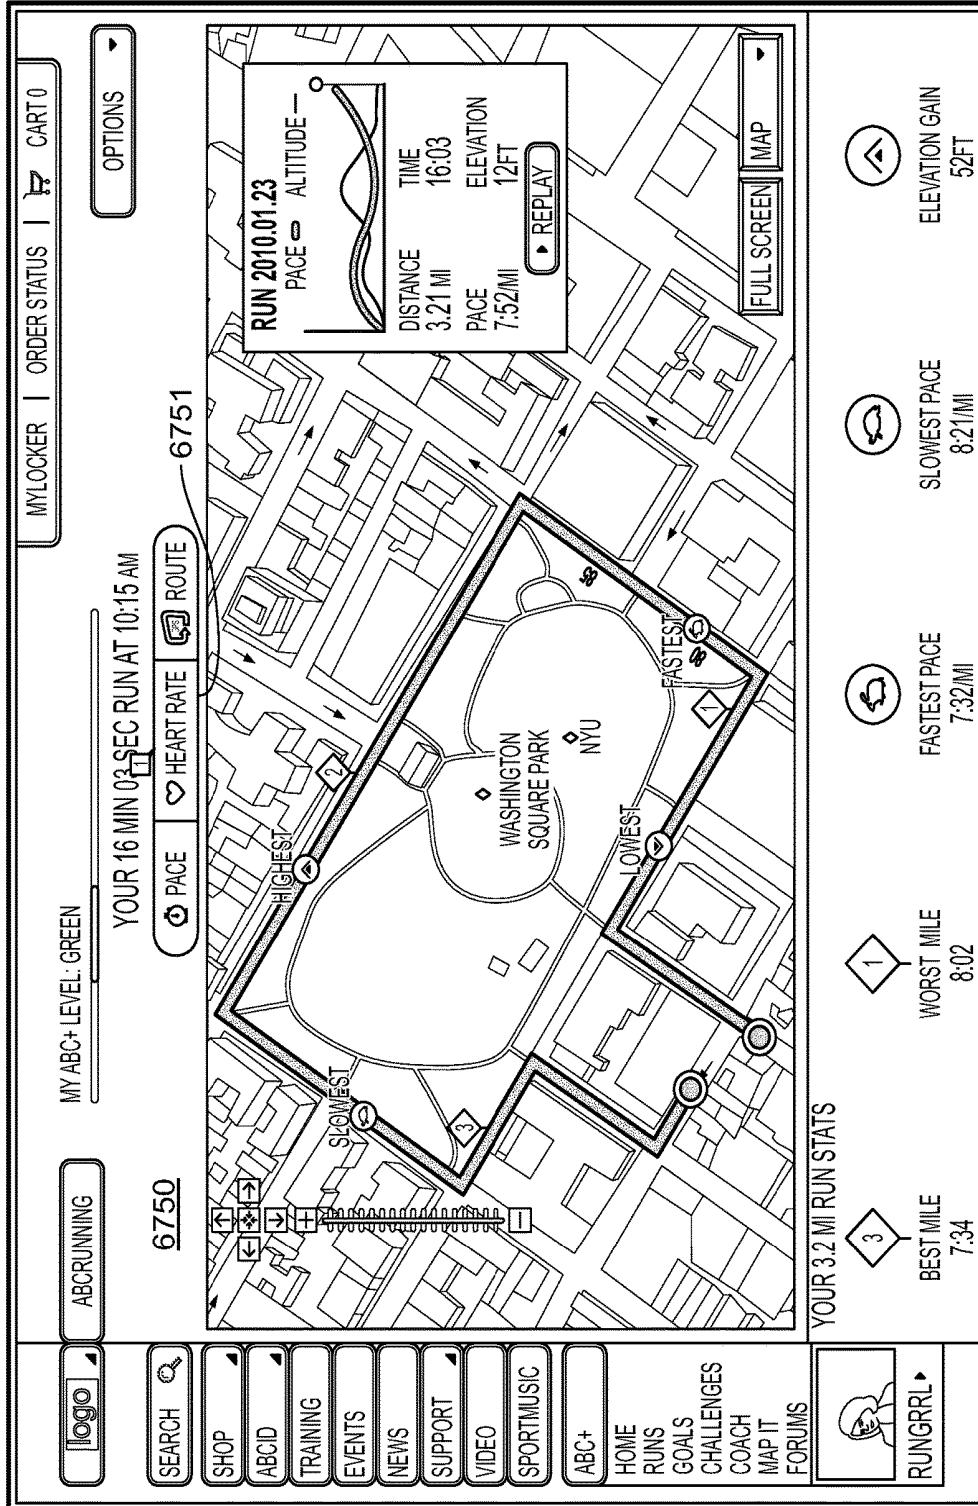 logo
ABCRUNNING
MY ABC+ LEVEL: GREEN
MYLOCKER | ORDER STATUS | CART 0
OPTIONS
SEARCH
SHOP
ABCID
TRAINING
EVENTS
NEWS
SUPPORT
VIDEO
SPORTMUSIC
ABC+
HOME
RUNS
GOALS
CHALLENGES
COACH
MAP IT
FORUMS
RUNGRRL
6750
YOUR 16 MIN 03 SEC RUN AT 10:15 AM
1
PACE
HEART RATE
ROUTE
6751
RUN 2010.01.23
PACE ALTITUDE
DISTANCE
3.21 MI
TIME
16:03
PACE
7:52/MI
ELEVATION
12FT
REPLAY
HIGHEST
2
SLOWEST
3
WASHINGTON
SQUARE PARK
NYU
85
FASTEST
80
1
LOWEST
FULL SCREEN
MAP
YOUR 3.2 MI RUN STATS
3
BEST MILE
7:34
1
WORST MILE
8:02
FASTEST PACE
7:32/MI
SLOWEST PACE
8:21/MI
ELEVATION GAIN
52FT